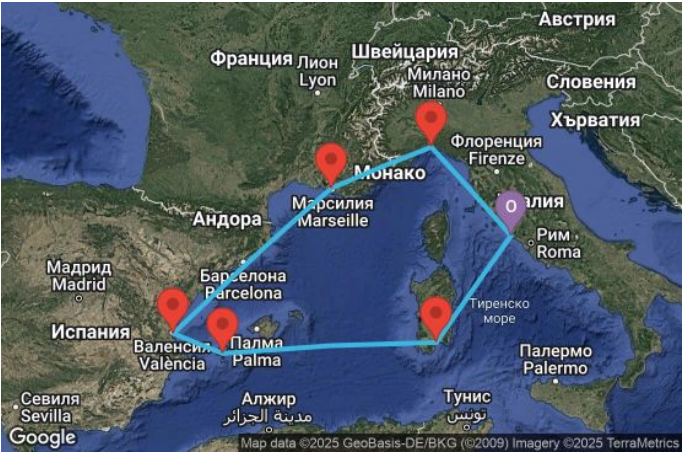 Австрия
Франция
Лион
Lyon
Швейцария
Милано
Milano
Словения
Хърватия
Флоренция
Firenze
Монако
Марсилия
Marseille
O
алия
Рим
Roma
Андора
Барселона
Barcelona
Мадрид
Madrid
Тиренско
море
Испания
Валенсия
València
Палма
Palma
Палермо
Palermo
Севиля
Sevilla
Алжир
مدينة الجزائر
Тунис
تونس
Google
Map data ©2025 GeoBasis-DE/BKG (©2009) Imagery ©2025 TerraMetrics